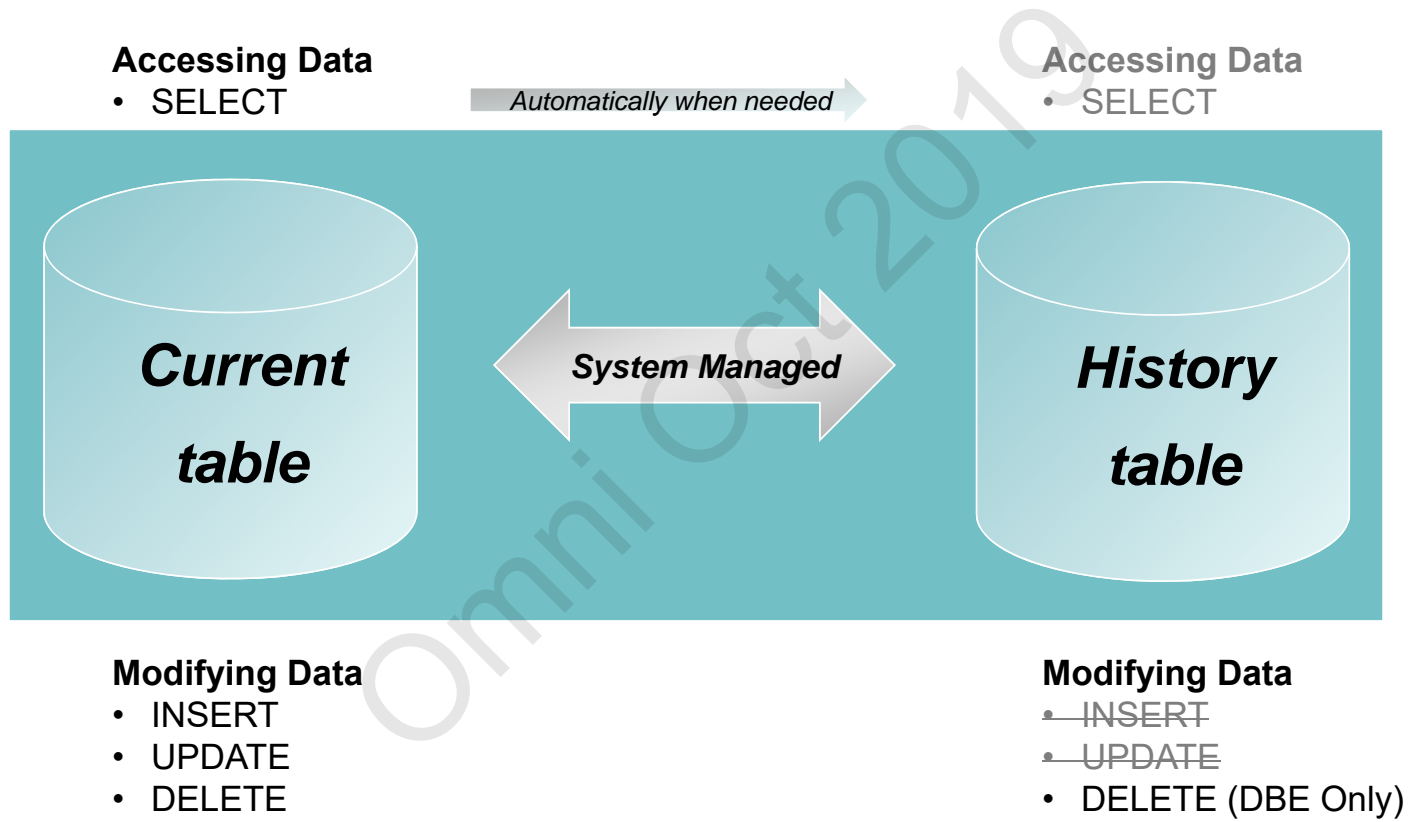 Accessing Data
• SELECT
Automatically when needed
Accessing Data
• SELECT
Current
table
System Managed
History
table
Omni Oct 2019
Modifying Data
• INSERT
• UPDATE
• DELETE
Modifying Data
• INSERT
• UPDATE
• DELETE (DBE Only)